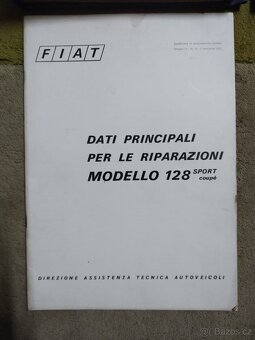 FIAT
DATI PRINCIPALI
PER LE RIPARAZIONI
MODELLO 128 SPORT coupé
DIREZIONE ASSISTENZA TECNICA AUTOVEICOLI